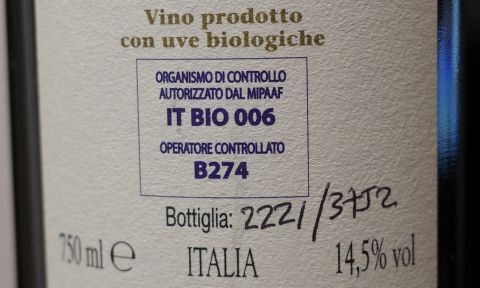 Vino prodotto
con uve biologiche
ORGANISMO DI CONTROLLO
AUTORIZZATO DAL MIPAAF
IT BIO 006
OPERATORE CONTROLLATO
B274
Bottiglia: 2221/3752
750 ml e ITALIA 14,5% vol